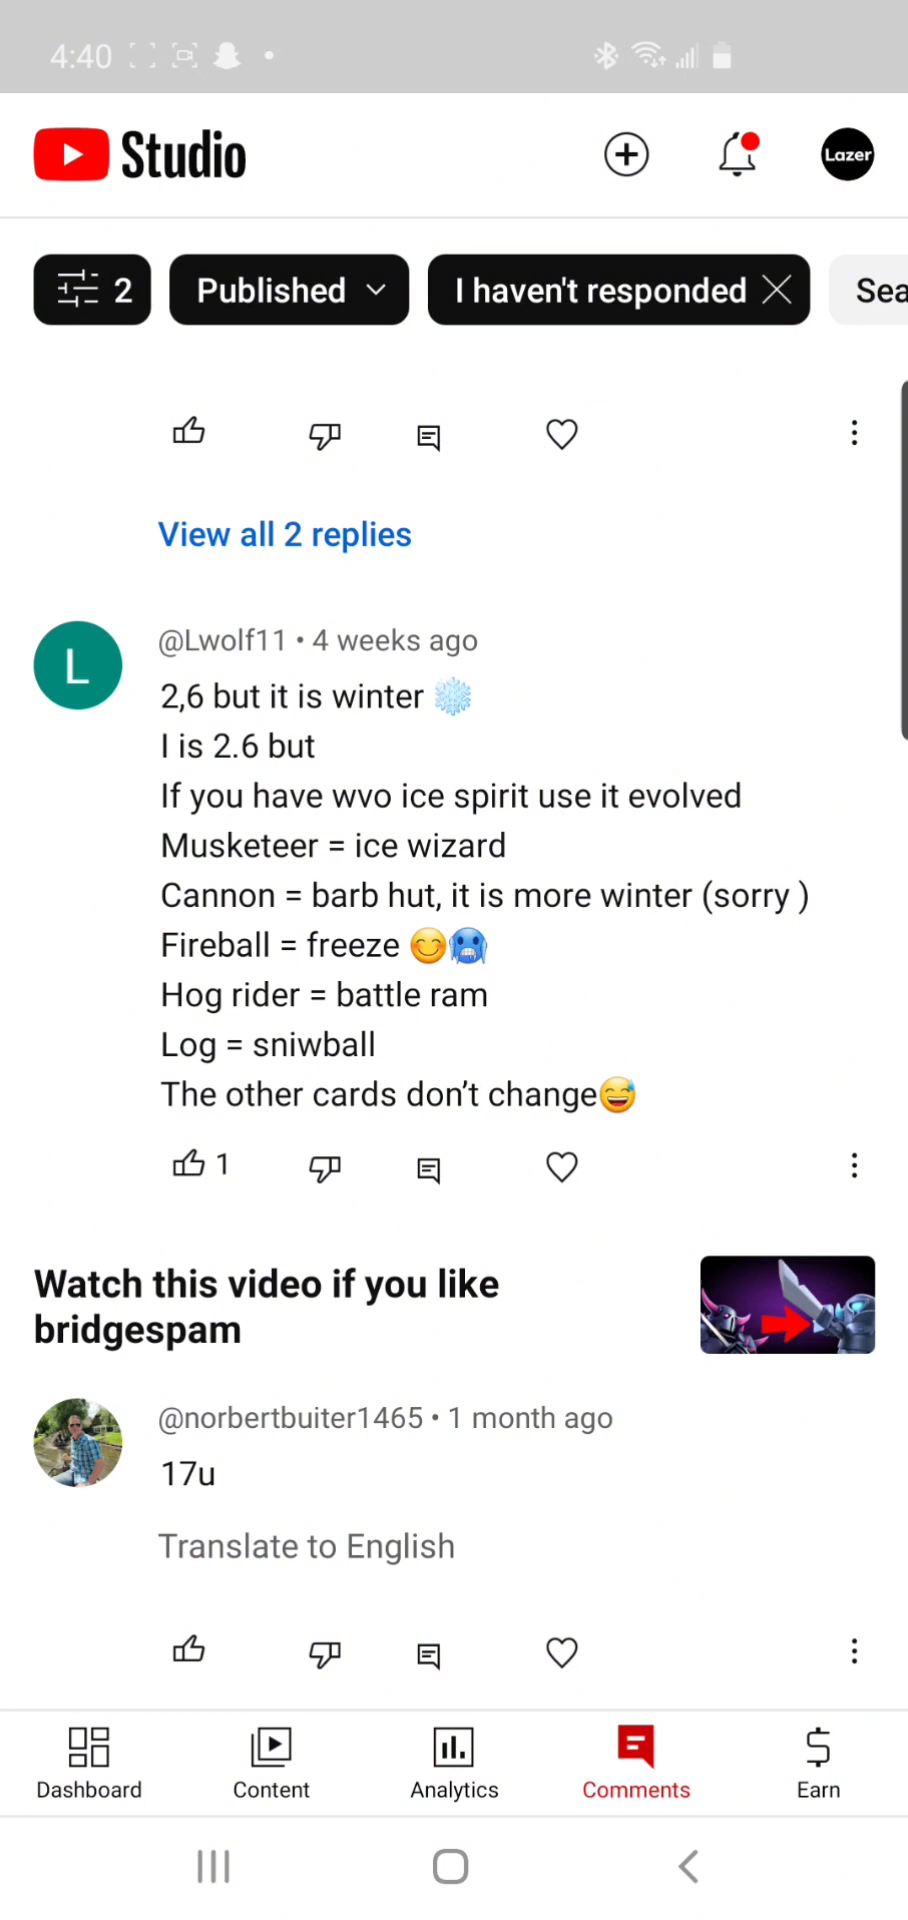 4:40
Studio
Lazer
2
Published
I haven't responded
Sea
View all 2 replies
L
@Lwolf11 • 4 weeks ago
2,6 but it is winter ❄️
I is 2.6 but
If you have wvo ice spirit use it evolved
Musketeer = ice wizard
Cannon = barb hut, it is more winter (sorry )
Fireball = freeze 😊🥶
Hog rider = battle ram
Log = sniwball
The other cards don’t change😅
1
Watch this video if you like
bridgespam
@norbertbuiter1465 • 1 month ago
17u
Translate to English
Dashboard
Content
Analytics
Comments
Earn